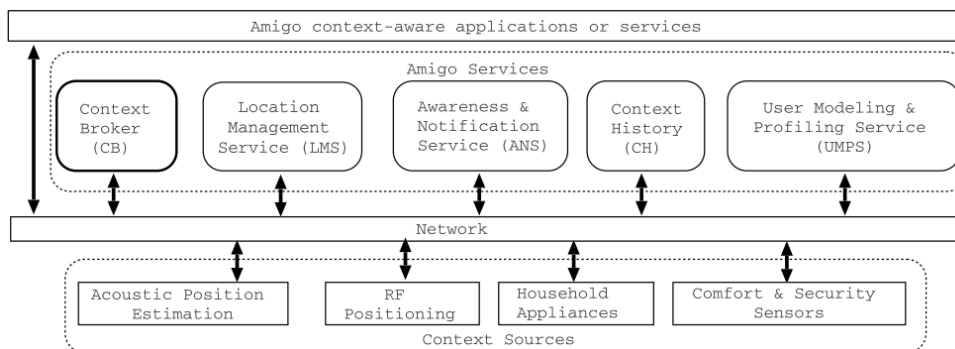 Amigo context-aware applications or services
Amigo Services
Context
Broker
(CB)
Location
Management
Service (LMS)
Awareness &
Notification
Service (ANS)
Context
History
(CH)
User Modeling &
Profiling Service
(UMPS)
Network
Acoustic Position
Estimation
RF
Positioning
Household
Appliances
Comfort & Security
Sensors
Context Sources